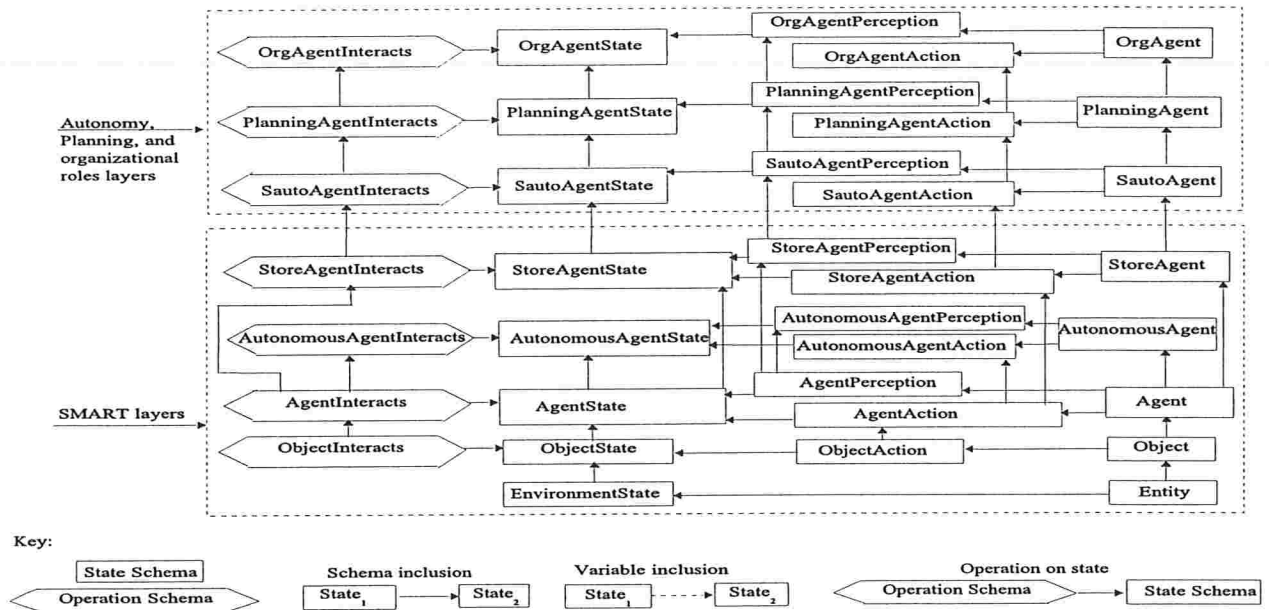 OrgAgentPerception
OrgAgentInteracts
OrgAgentState
OrgAgentAction
OrgAgent
PlanningAgentPerception
PlanningAgentInteracts
PlanningAgentState
PlanningAgentAction
PlanningAgent
Autonomy,
Planning, and
organizational
roles layers
SautoAgentPerception
SautoAgentInteracts
SautoAgentState
SautoAgentAction
SautoAgent
StoreAgentPerception
StoreAgentInteracts
StoreAgentState
StoreAgentAction
StoreAgent
AutonomousAgentPerception
AutonomousAgentInteracts
AutonomousAgentState
AutonomousAgentAction
AutonomousAgent
AgentPerception
SMART layers
AgentInteracts
AgentState
AgentAction
Agent
ObjectInteracts
ObjectState
ObjectAction
Object
EnvironmentState
Entity
Key:
State Schema
Operation Schema
Schema inclusion
State1
State2
Variable inclusion
State1
State2
Operation on state
Operation Schema
State Schema